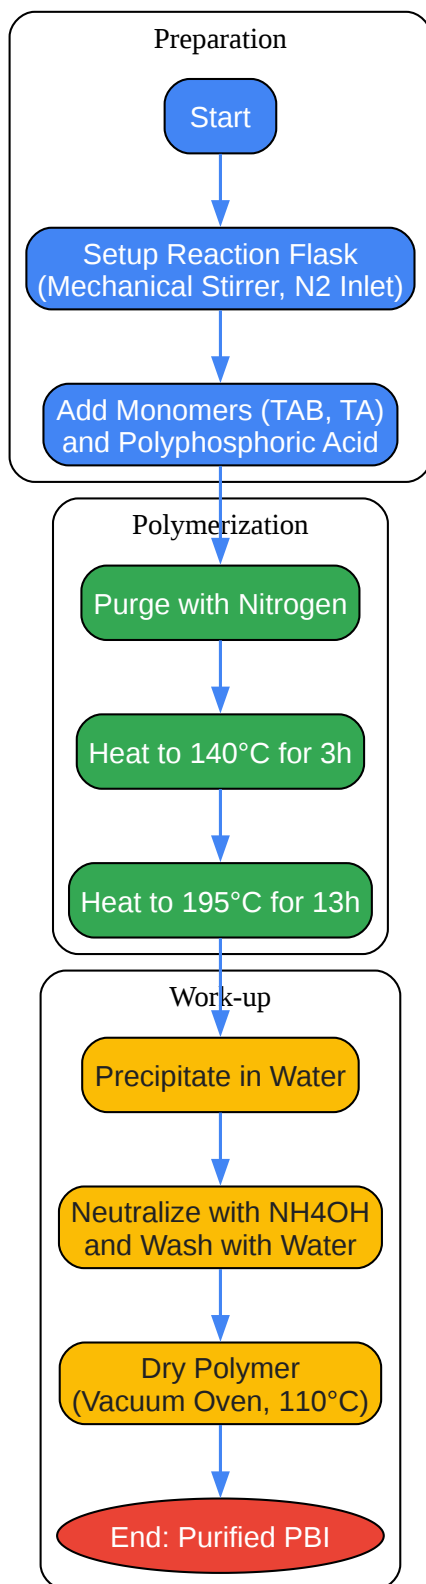 Preparation
Start
Setup Reaction Flask
(Mechanical Stirrer, N2 Inlet)
Add Monomers (TAB, TA)
and Polyphosphoric Acid
Polymerization
Purge with Nitrogen
Heat to 140°C for 3h
Heat to 195°C for 13h
Work-up
Precipitate in Water
Neutralize with NH4OH
and Wash with Water
Dry Polymer
(Vacuum Oven, 110°C)
End: Purified PBI